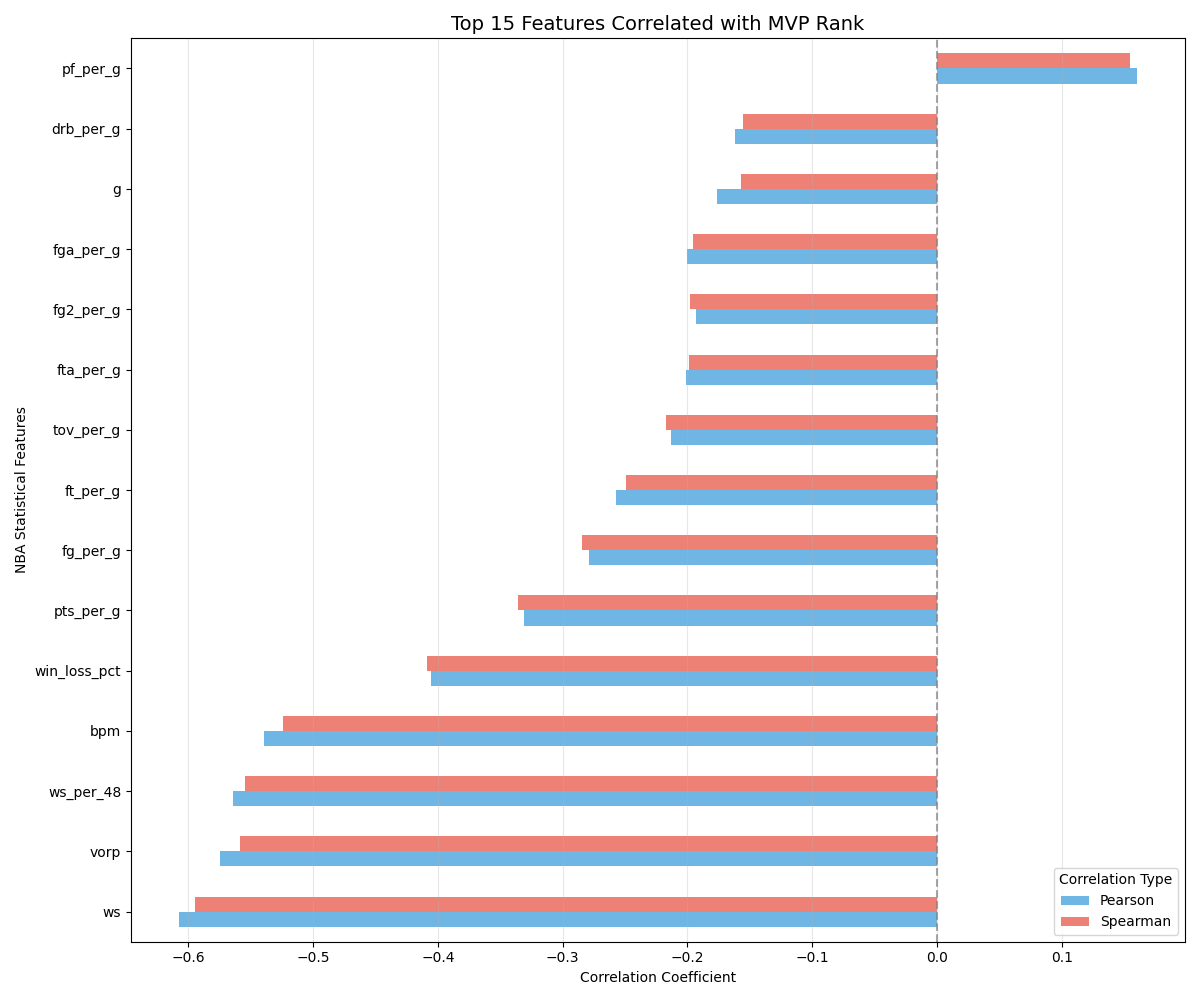 Top 15 Features Correlated with MVP Rank
NBA Statistical Features
pf_per_g
drb_per_g
g
fga_per_g
fg2_per_g
fta_per_g
tov_per_g
ft_per_g
fg_per_g
pts_per_g
win_loss_pct
bpm
ws_per_48
vorp
ws
Correlation Type
Pearson
Spearman
−0.6 −0.5 −0.4 −0.3 −0.2 −0.1 0.0 0.1
Correlation Coefficient